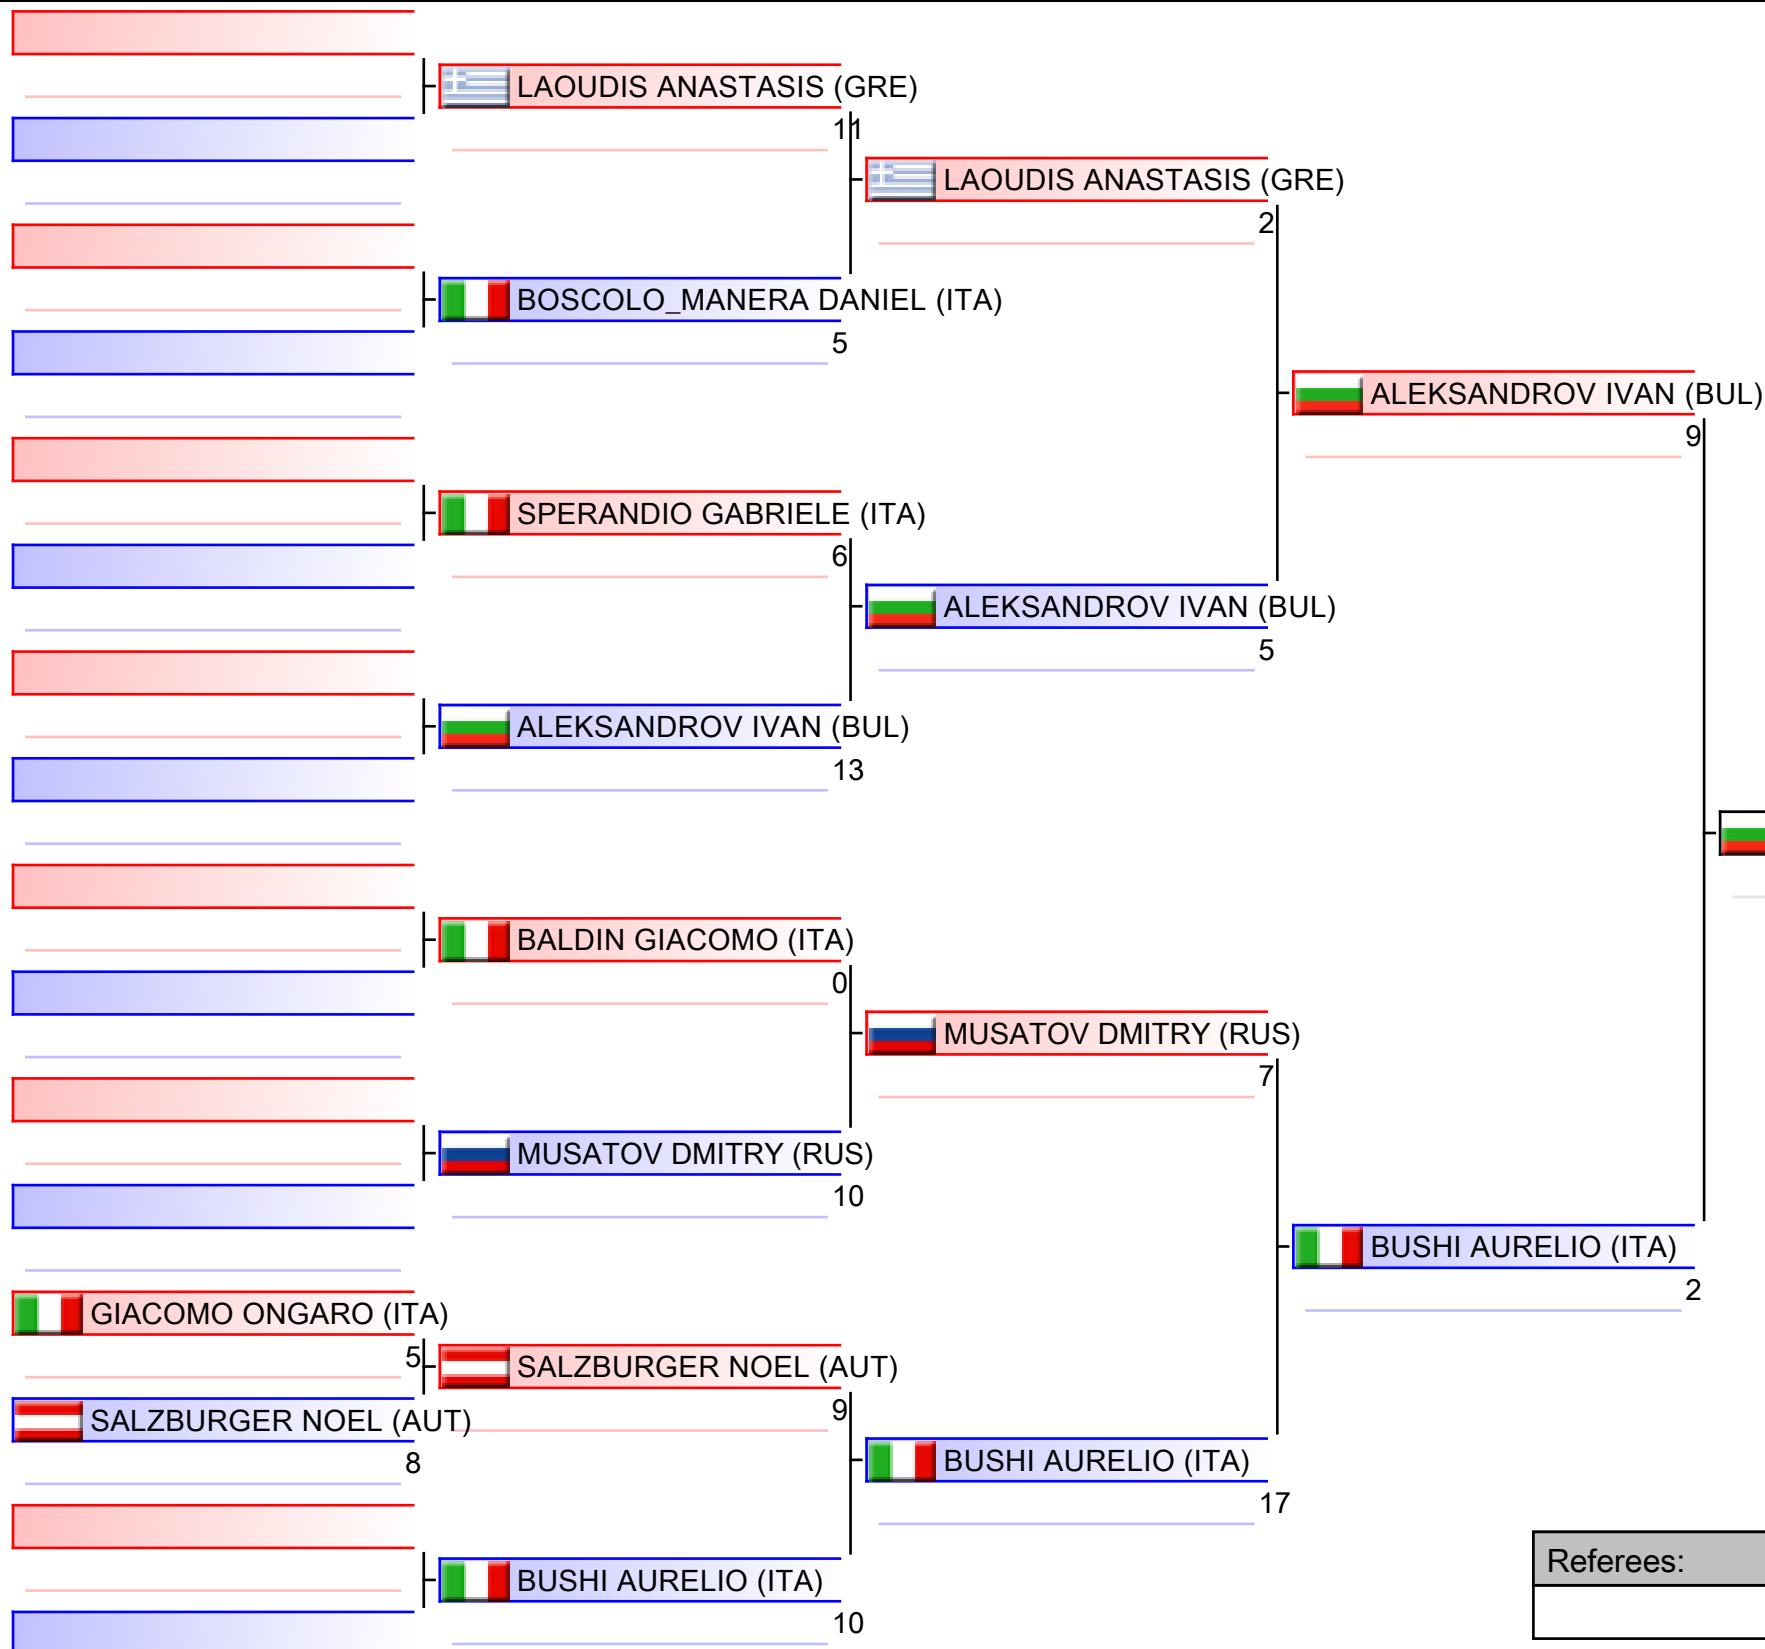 LAOUDIS ANASTASIS (GRE)
11
LAOUDIS ANASTASIS (GRE)
2
BOSCOLO_MANERA DANIEL (ITA)
5
ALEKSANDROV IVAN (BUL)
9
SPERANDIO GABRIELE (ITA)
6
ALEKSANDROV IVAN (BUL)
5
ALEKSANDROV IVAN (BUL)
13
BALDIN GIACOMO (ITA)
0
MUSATOV DMITRY (RUS)
7
MUSATOV DMITRY (RUS)
10
BUSHI AURELIO (ITA)
2
GIACOMO ONGARO (ITA)
5
SALZBURGER NOEL (AUT)
9
SALZBURGER NOEL (AUT)
8
BUSHI AURELIO (ITA)
17
BUSHI AURELIO (ITA)
10
Referees: